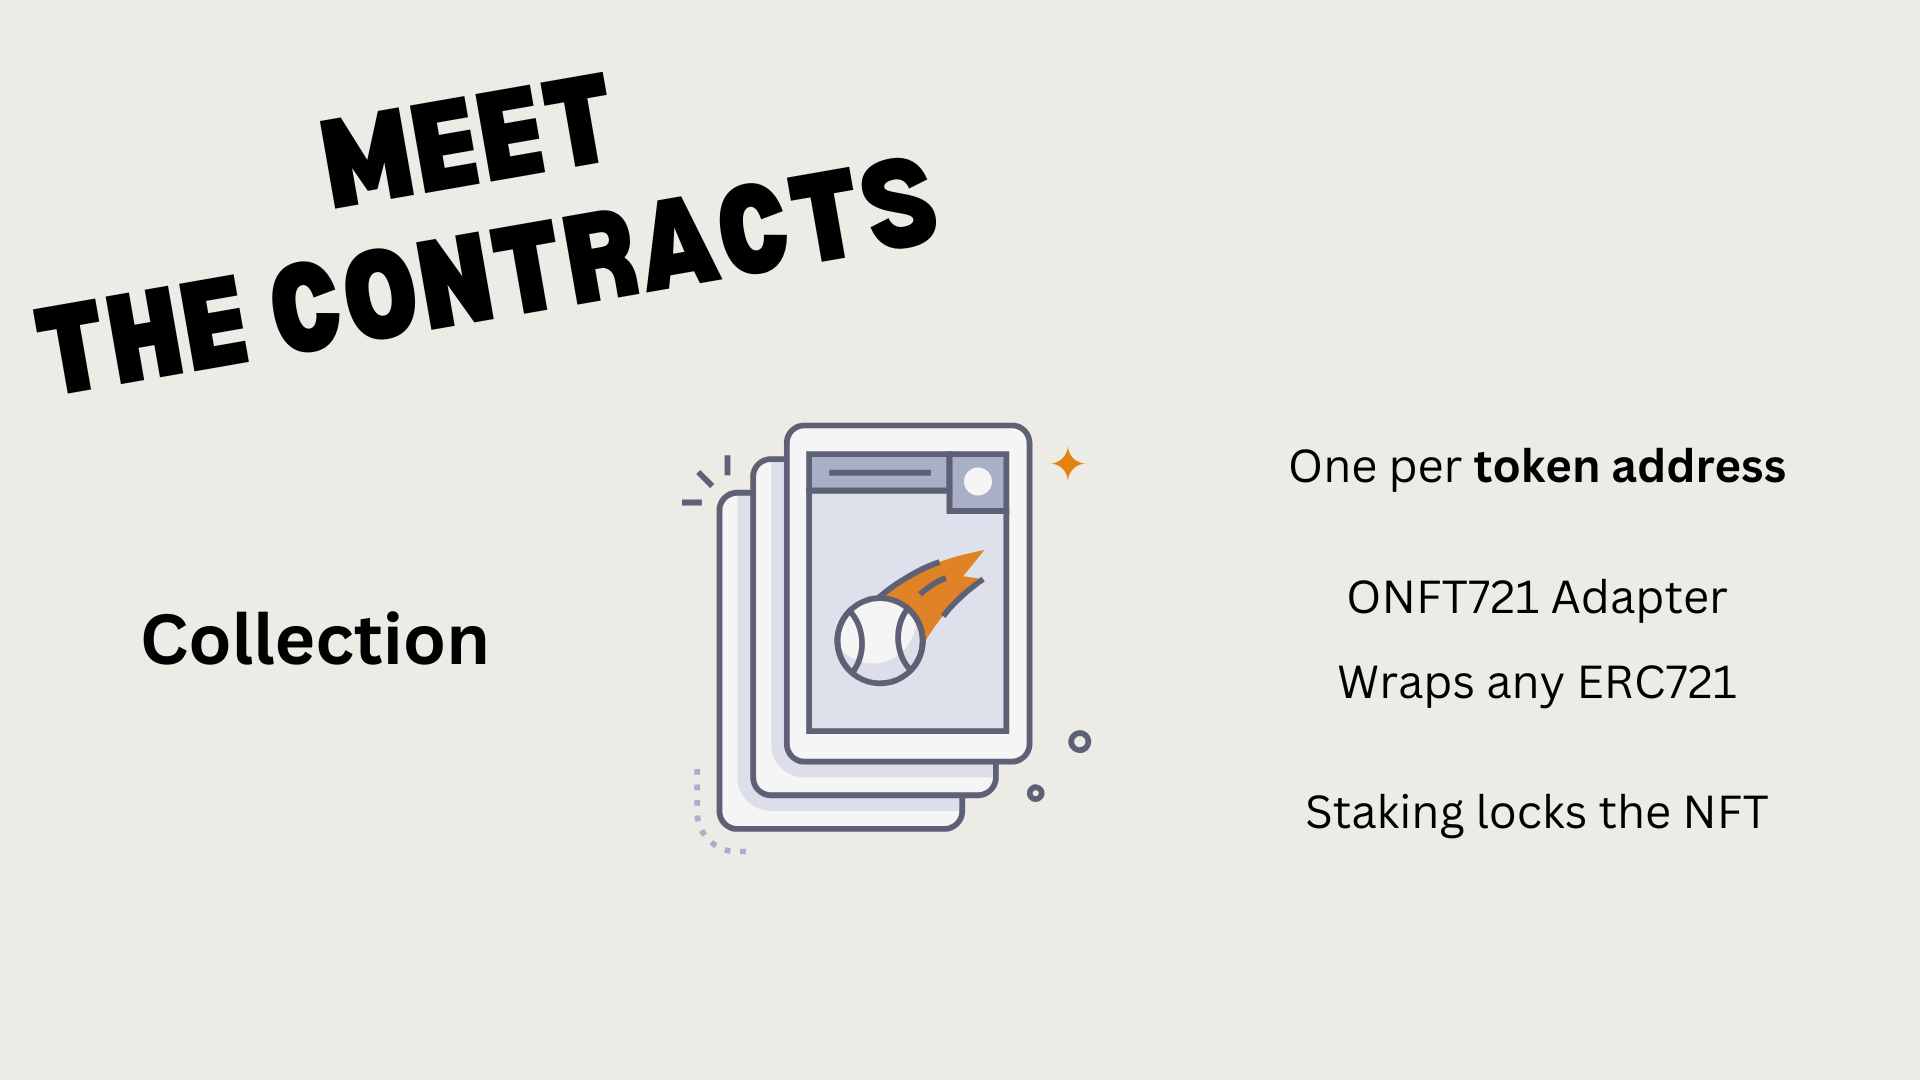 MEET
THE CONTRACTS
Collection
One per token address
ONFT721 Adapter
Wraps any ERC721
Staking locks the NFT